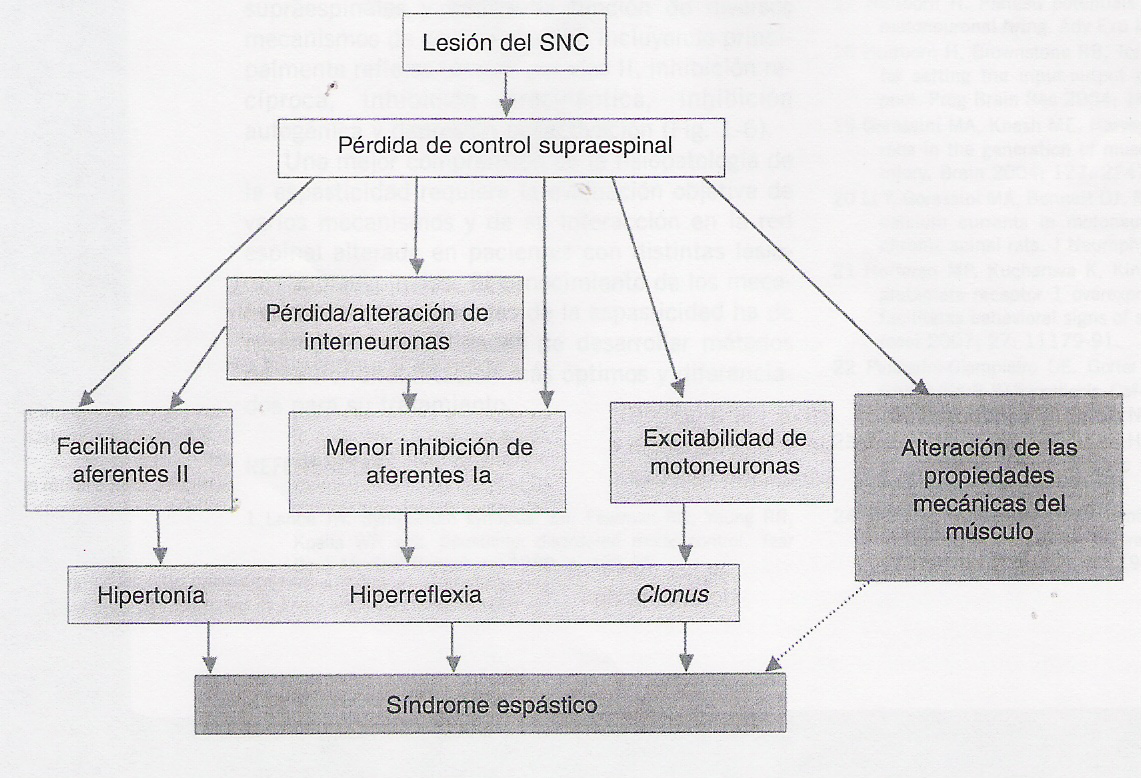 Lesión del SNC
Pérdida de control supraespinal
Pérdida/alteración de
interneuronas
Facilitación de
aferentes II
Menor inhibición de
aferentes Ia
Excitabilidad de
motoneuronas
Alteración de las
propiedades
mecánicas del
músculo
Hipertonía
Hiperreflexia
Clonus
Síndrome espástico